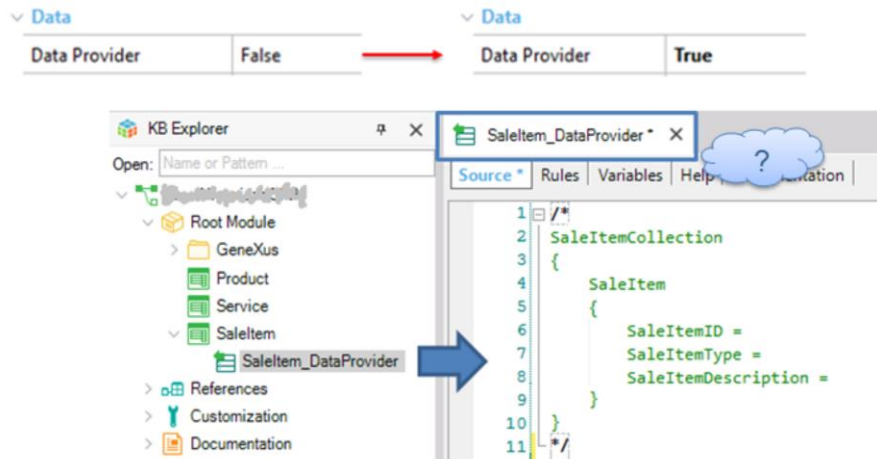 Data
Data
Data Provider False
Data Provider True
KB Explorer
SaleItem_DataProvider *
?
Open: Name or Pattern ...
Source * Rules Variables Help
Root Module
GeneXus
Product
Service
SaleItem
SaleItem_DataProvider
References
Customization
Documentation
1 /*
2 SaleItemCollection
3 {
4 SaleItem
5 {
6 SaleItemID =
7 SaleItemType =
8 SaleItemDescription =
9 }
10 }
11 */